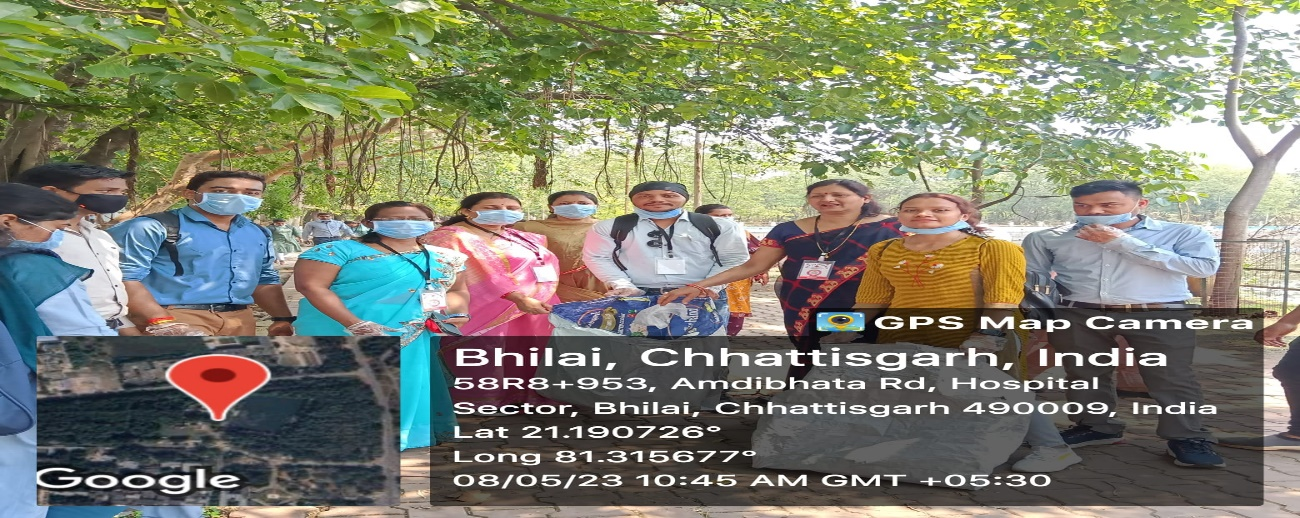 GPS Map Camera
Bhilai, Chhattisgarh, India
58R8+953, Amdibhata Rd, Hospital
Sector, Bhilai, Chhattisgarh 490009, India
Lat 21.190726°
Long 81.315677°
08/05/23 10:45 AM GMT +05:30
Google